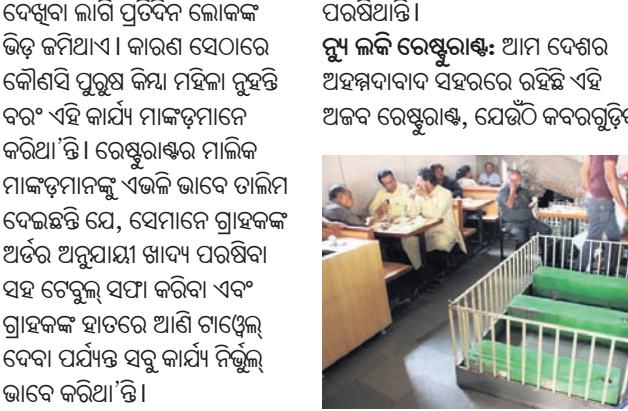 ଦେଖିବା ଲାଗି ପ୍ରତିଦିନ ଲୋକଙ୍କ
ଭିଡ଼ ଜମିଥାଏ । କାରଣ ସେଠାରେ
କୌଣସି ପୁରୁଷ କିମ୍ବା ମହିଳା ନୁହନ୍ତି
ବରଂ ଏହି କାର୍ଯ୍ୟ ମାଙ୍କଡ଼ମାନେ
କରିଥା'ନ୍ତି । ରେଷ୍ଟୁରାଣ୍ଟର ମାଲିକ
ମାଙ୍କଡ଼ମାନଙ୍କୁ ଏଭଳି ଭାବେ ତାଲିମ
ଦେଇଛନ୍ତି ଯେ, ସେମାନେ ଗ୍ରାହକଙ୍କ
ଅର୍ଡର ଅନୁଯାୟୀ ଖାଦ୍ୟ ପରଷିବା
ସହ ଟେବୁଲ୍ ସଫା କରିବା ଏବଂ
ଗ୍ରାହକଙ୍କ ହାତରେ ଆଣି ଟାୱେଲ୍
ଦେବା ପର୍ଯ୍ୟନ୍ତ ସବୁ କାର୍ଯ୍ୟ ନିର୍ଭୁଲ୍
ଭାବେ କରିଥା'ନ୍ତି ।
ପରଷିଥାନ୍ତି ।
ନ୍ୟୁ ଲକି ରେଷ୍ଟୁରାଣ୍ଟ: ଆମ ଦେଶର
ଅହମ୍ମଦାବାଦ ସହରରେ ରହିଛି ଏହି
ଅଜବ ରେଷ୍ଟୁରାଣ୍ଟ, ଯେଉଁଠି